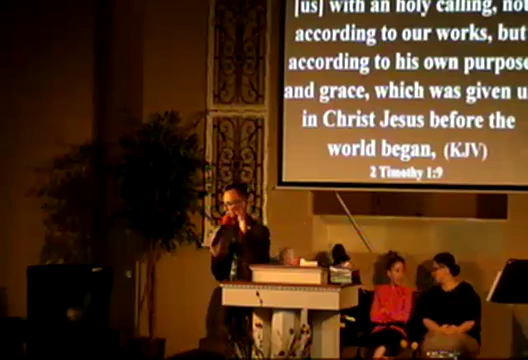 [us] with an holy calling, not
according to our works, but
according to his own purpose
and grace, which was given u
in Christ Jesus before the
world began, (KJV)
2 Timothy 1:9